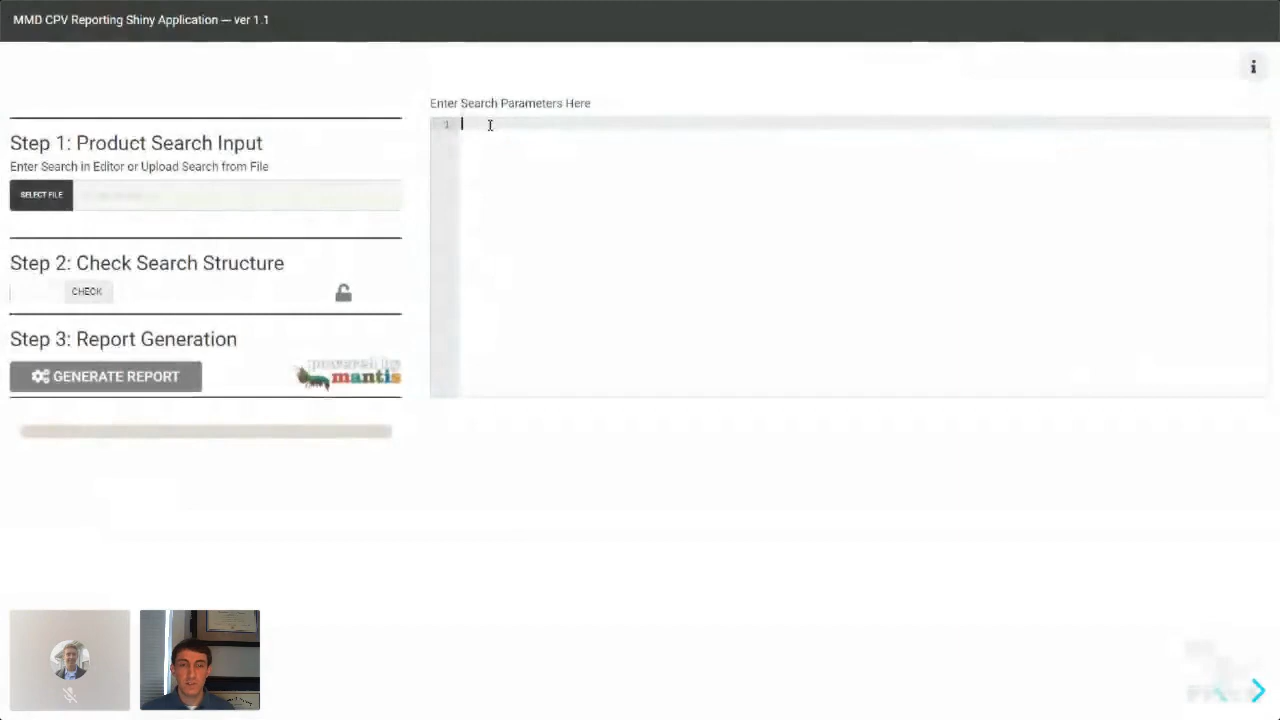 MMD CPV Reporting Shiny Application — ver 1.1
Enter Search Parameters Here
1
Step 1: Product Search Input
Enter Search in Editor or Upload Search from File
SELECT FILE
Step 2: Check Search Structure
CHECK
Step 3: Report Generation
GENERATE REPORT
powered by
mantis